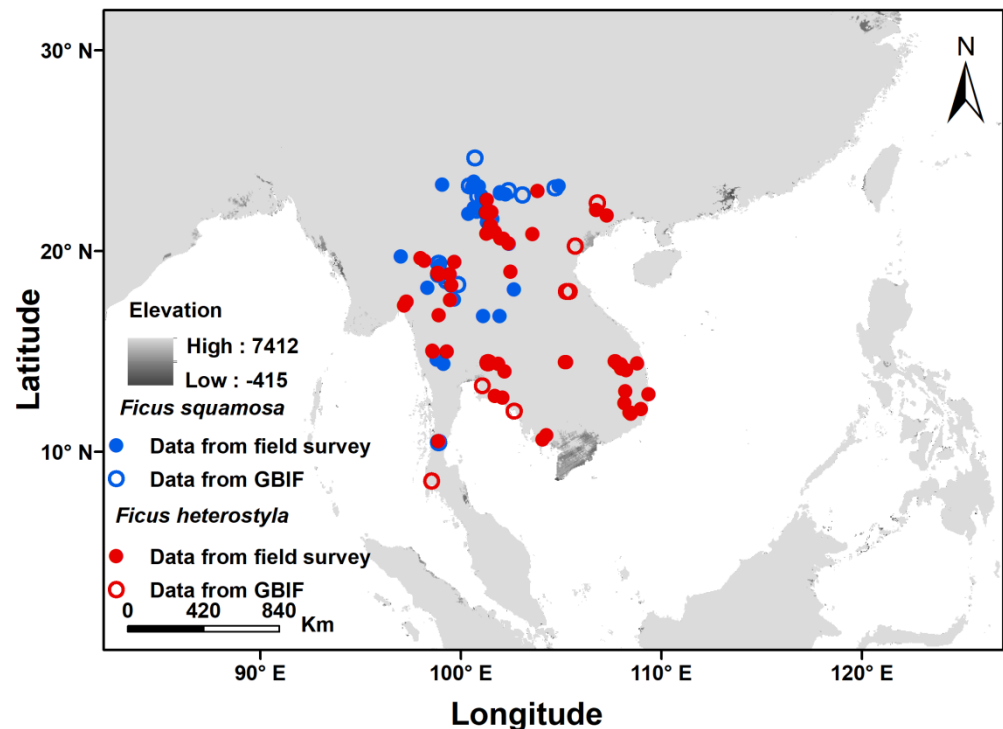 30° N
N
20° N
Elevation
High : 7412
Low : -415
Latitude
Ficus squamosa
Data from field survey
10° N
Data from GBIF
Ficus heterostyla
Data from field survey
Data from GBIF
0 420 840
Km
90° E 100° E 110° E 120° E
Longitude